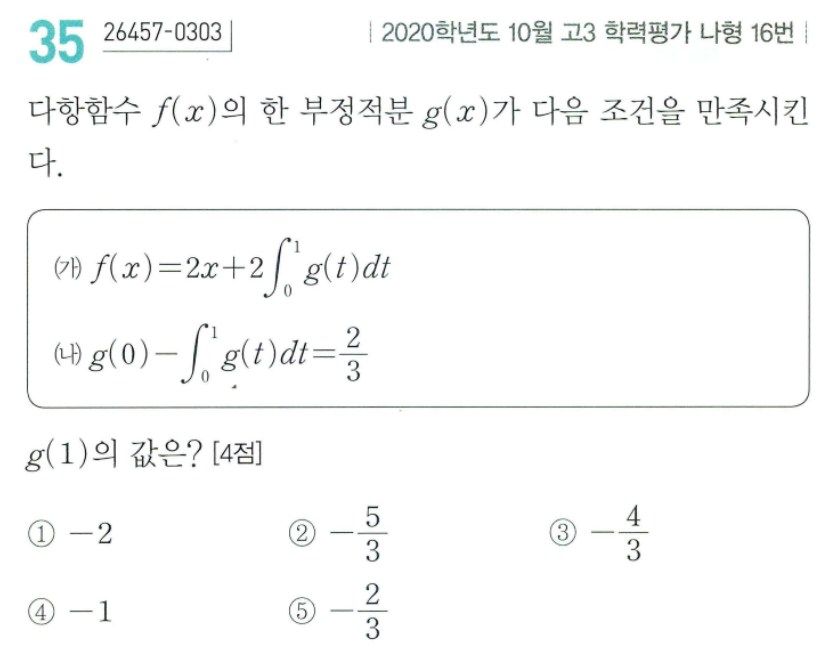 35 26457-0303 | 2020학년도 10월 고3 학력평가 나형 16번 |
다항함수 f(x)의 한 부정적분 g(x)가 다음 조건을 만족시킨
다.
(가) f(x)=2x+2∫₀¹g(t)dt
(나) g(0)-∫₀¹g(t)dt=2/3
g(1)의 값은? [4점]
① -2 ② -5/3 ③ -4/3
④ -1 ⑤ -2/3